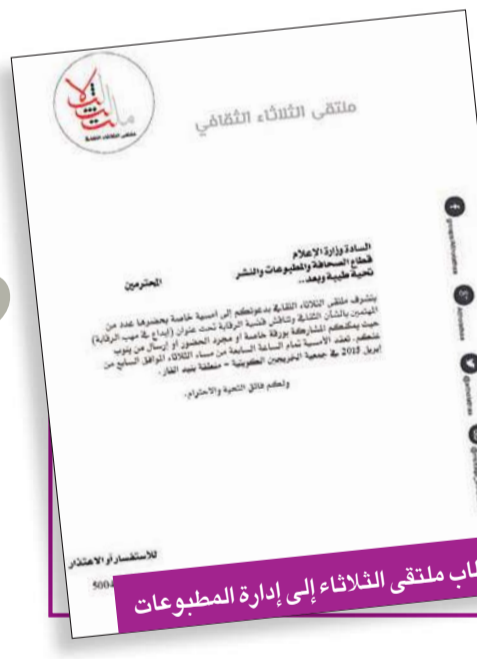 ملتقى الثلاثاء الثقافي
ملتقى الثلاثاء الثقافي
السادة وزارة الإعلام
قطاع الصحافة والمطبوعات والنشر
المحترمين
تحية طيبة وبعد...
يتشرف ملتقى الثلاثاء الثقافي بدعوتكم إلى أمسية خاصة يحضرها عدد من
المهتمين بالشأن الثقافي وتناقش قضية الرقابة تحت عنوان (إبداع في مهب الرقابة)
حيث يمكنكم المشاركة بورقة خاصة أو مجرد الحضور أو إرسال من ينوب
عنكم. تعقد الأمسية تمام الساعة السابعة من مساء الثلاثاء الموافق السابع من
إبريل 2015 في جمعية الخريجين الكويتية - منطقة بنيد القار.
ولكم فائق التحية والاحترام.
للاستفسار أو الاعتذار
500
طاب ملتقى الثلاثاء إلى إدارة المطبوعات